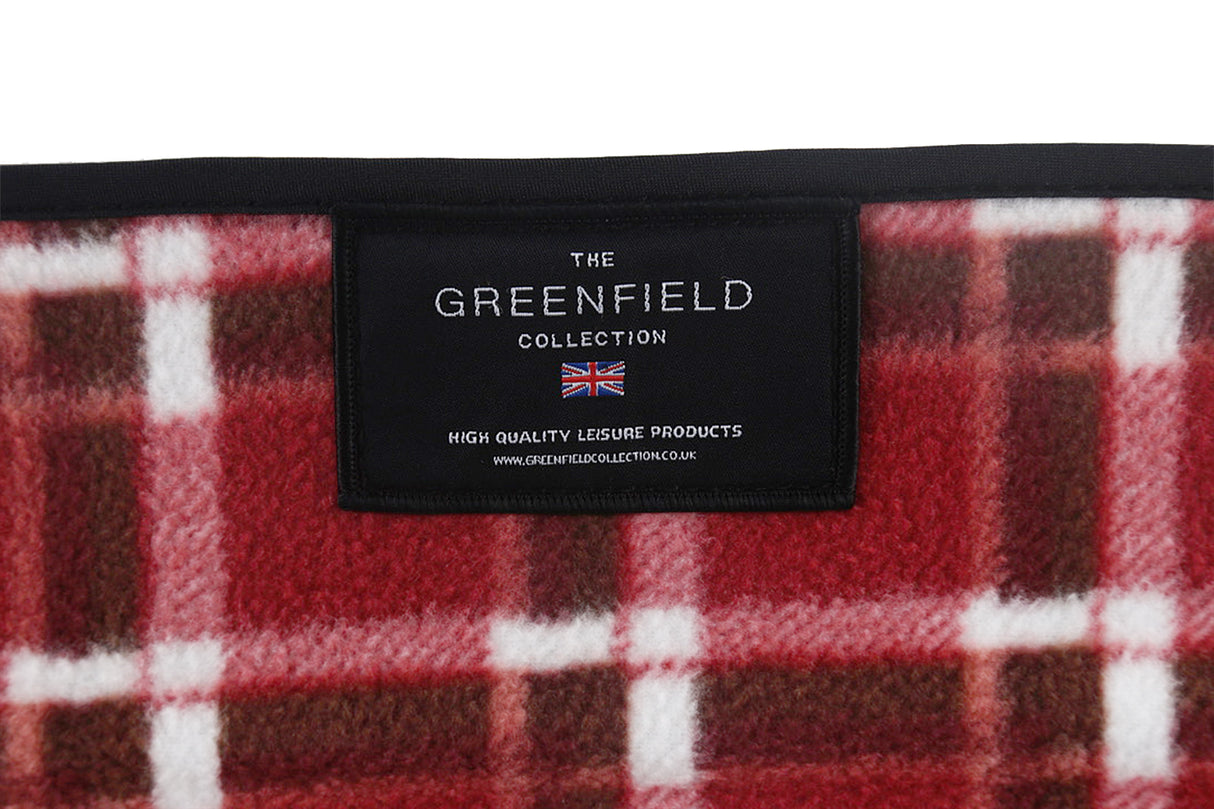 THE
GREENFIELD
COLLECTION
HIGH QUALITY LEISURE PRODUCTS
WWW.GREENFIELDCOLLECTION.CO.UK